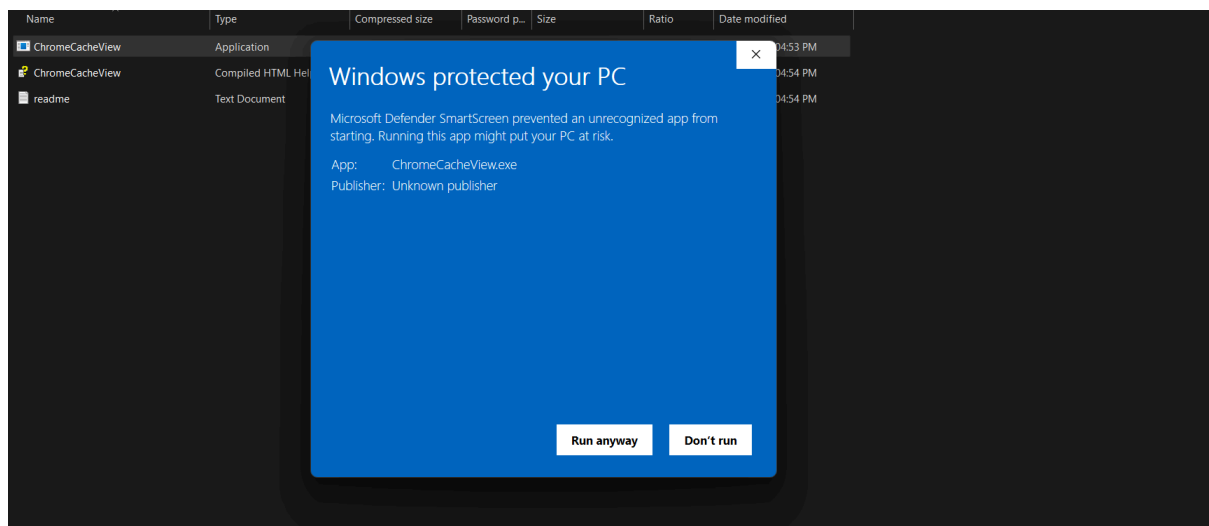 Name Type Compressed size Password p... Size Ratio Date modified
ChromeCacheView Application 04:53 PM
ChromeCacheView Compiled HTML Hel 04:54 PM
readme Text Document 04:54 PM
Windows protected your PC
Microsoft Defender SmartScreen prevented an unrecognized app from
starting. Running this app might put your PC at risk.
App: ChromeCacheView.exe
Publisher: Unknown publisher
Run anyway Don't run